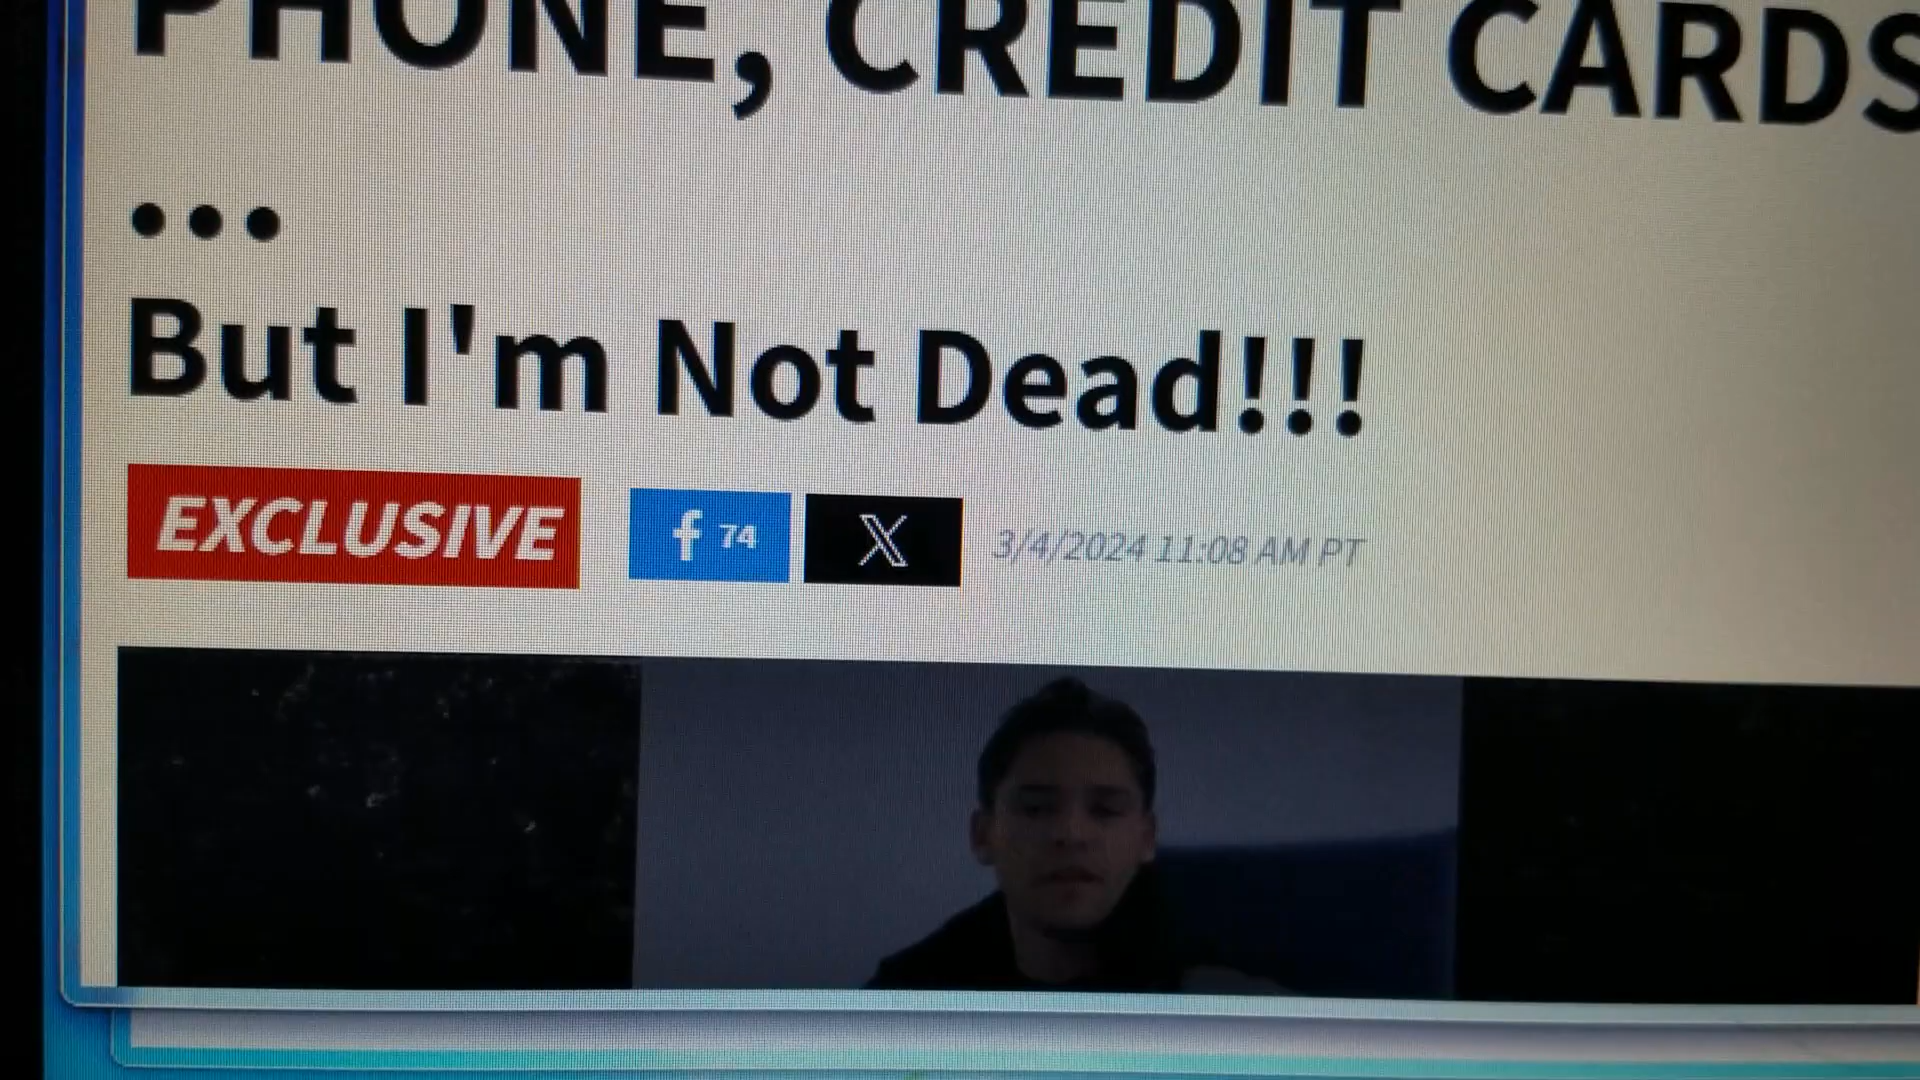 PHONE, CREDIT CARDS
...
But I'm Not Dead!!!
EXCLUSIVE
f 74
X
3/4/2024 11:08 AM PT